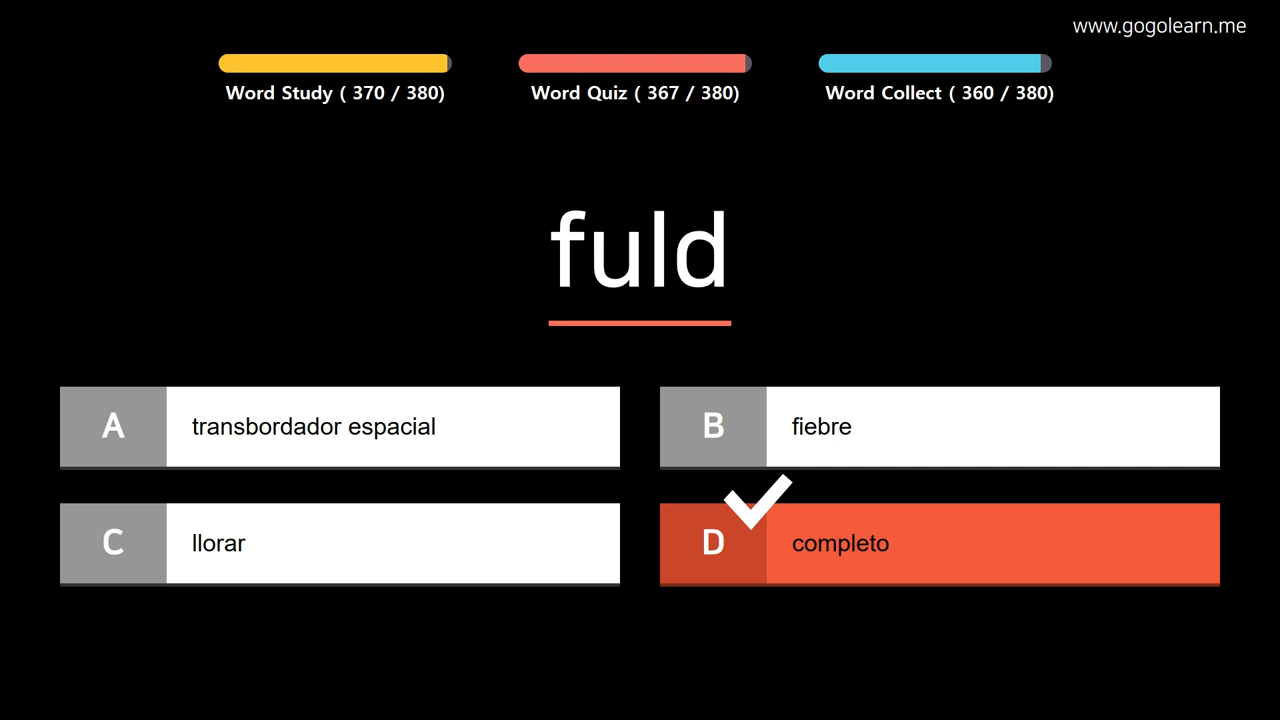 www.gogolearn.me
Word Study ( 370 / 380)
Word Quiz ( 367 / 380)
Word Collect ( 360 / 380)
fuld
A transbordador espacial
B fiebre
C llorar
D completo